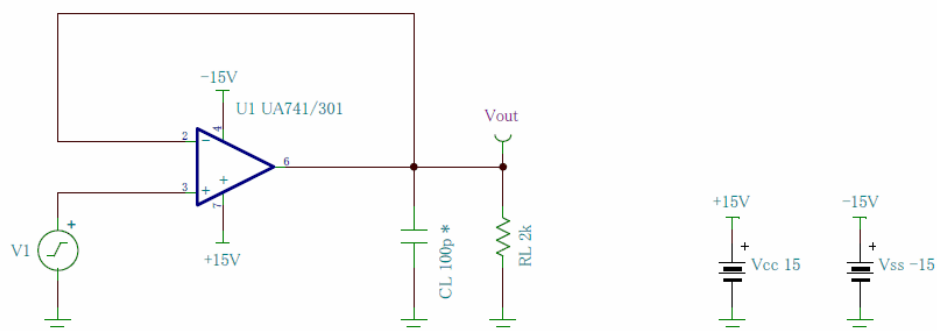 −15V
U1 UA741/301
4
2
−
6
3
+
+
7
+15V
+
V1
Vout
CL 100p *
RL 2k
+15V
+
Vcc 15
−15V
+
Vss −15